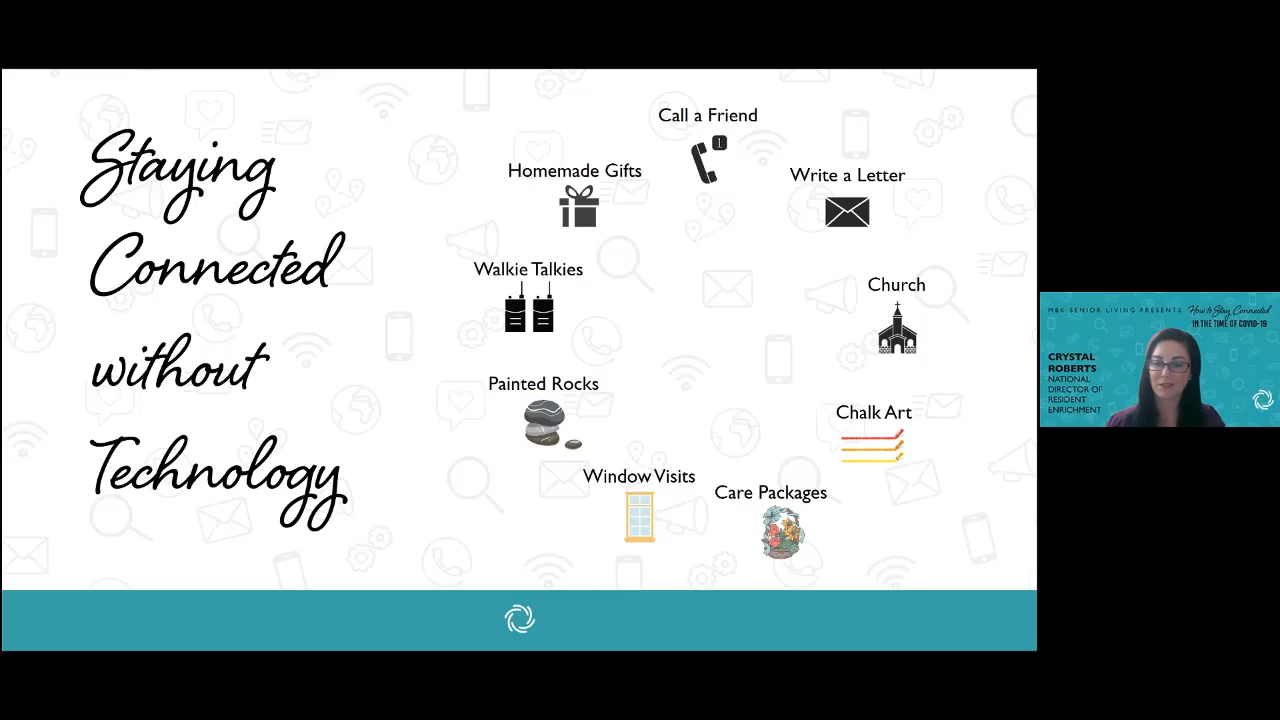 Staying
Connected
without
Technology
Call a Friend
1
Homemade Gifts
Write a Letter
Walkie Talkies
Church
Painted Rocks
Chalk Art
Window Visits
Care Packages
MBK SENIOR LIVING PRESENTS How to Stay Connected
IN THE TIME OF COVID-19
CRYSTAL
ROBERTS
NATIONAL
DIRECTOR OF
RESIDENT
ENRICHMENT